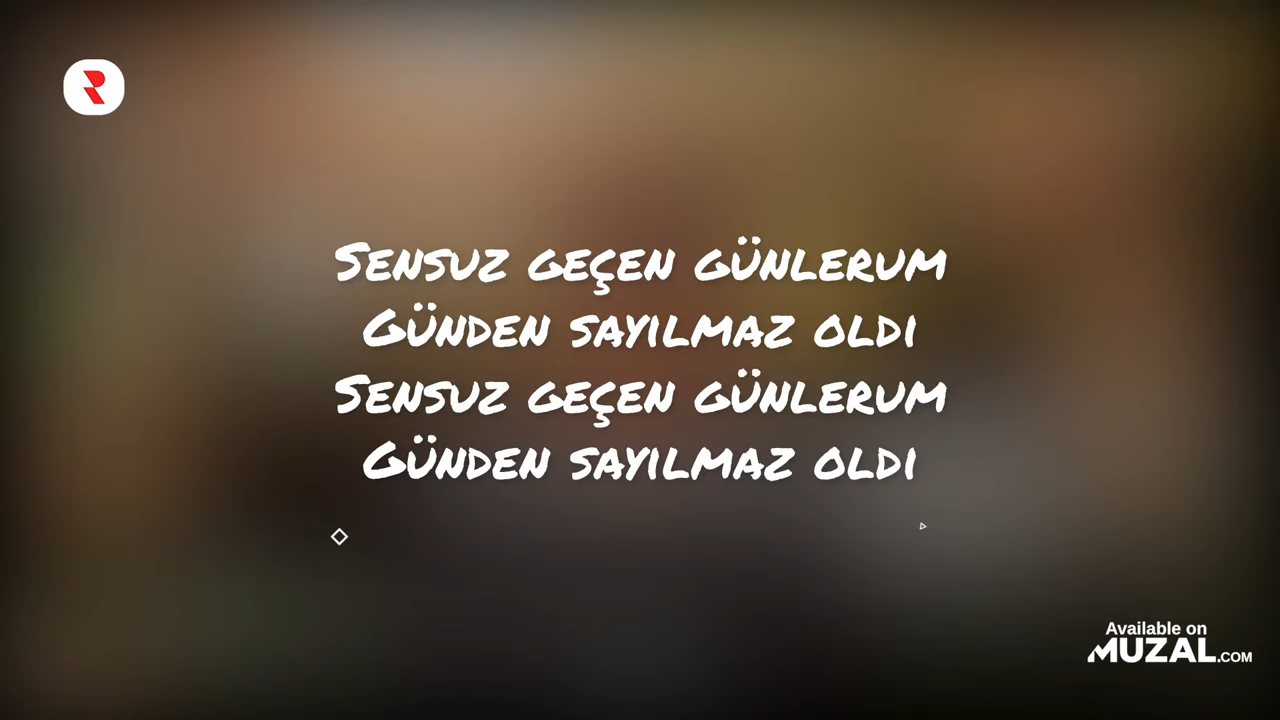 Sensuz geçen günlerum
Günden sayılmaz oldı
Sensuz geçen günlerum
Günden sayılmaz oldı
Available on
MUZAL.COM